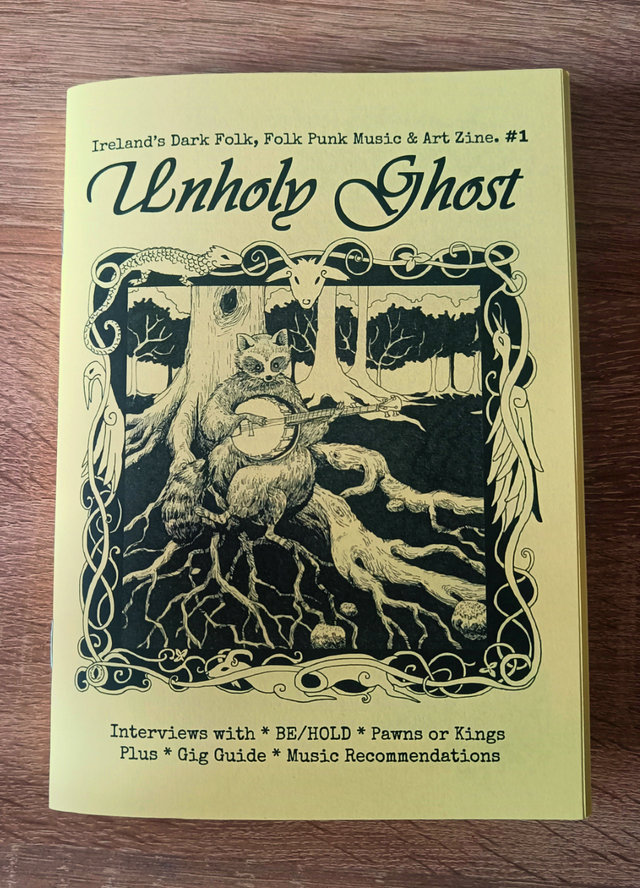 Ireland's Dark Folk, Folk Punk Music & Art Zine. #1
Unholy Ghost
Interviews with * BE/HOLD * Pawns or Kings
Plus * Gig Guide * Music Recommendations